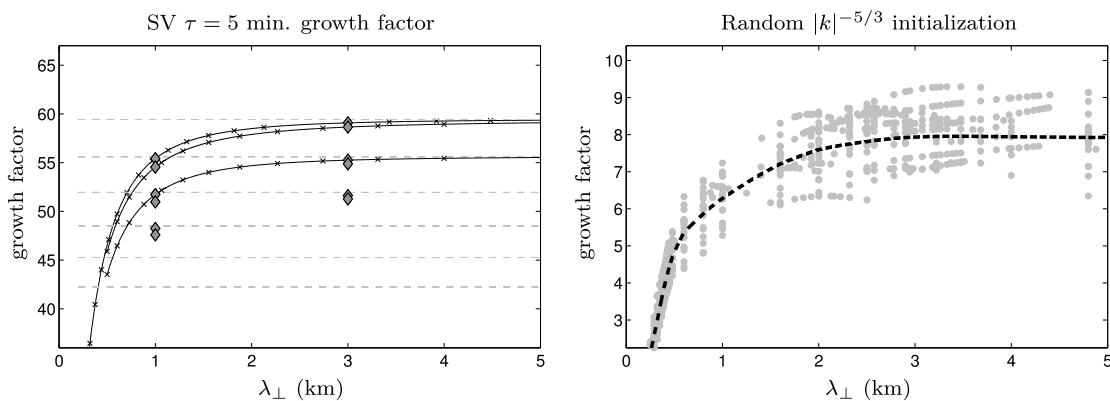 SV τ = 5 min. growth factor
65
60
55
50
45
40
growth factor
0 1 2 3 4 5
λ⊥ (km)
Random |k|−5/3 initialization
10
9
8
7
6
5
4
3
growth factor
0 1 2 3 4 5
λ⊥ (km)